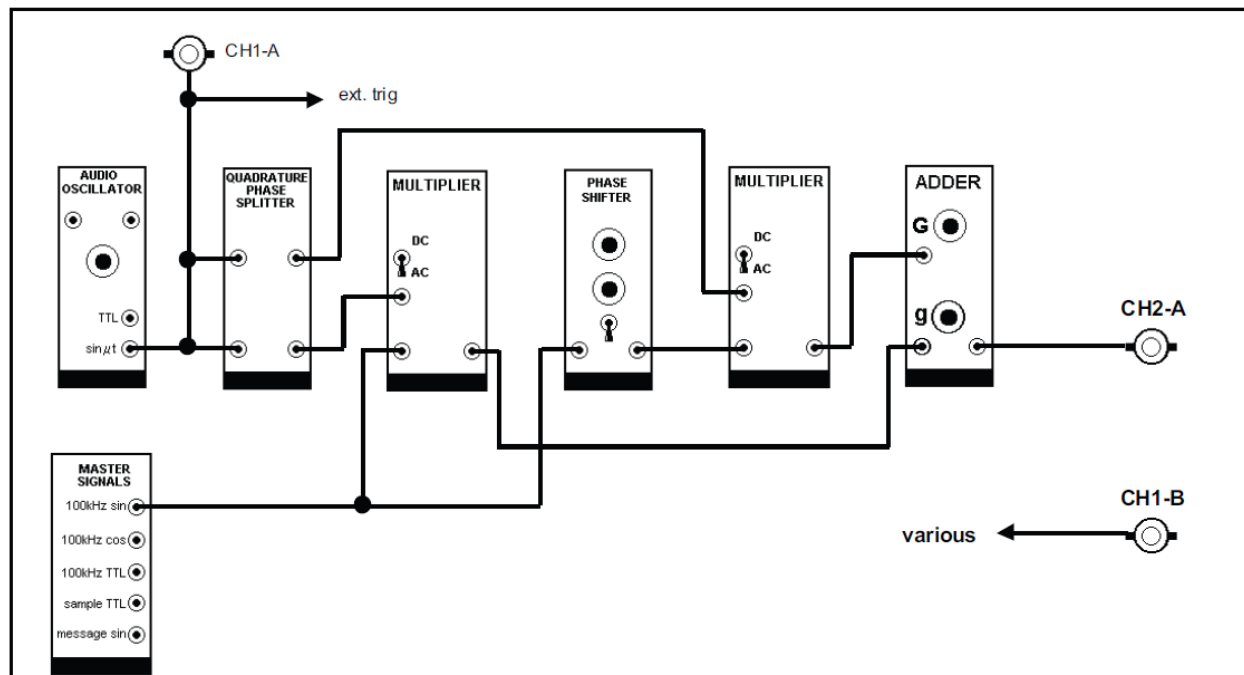 CH1-A
ext. trig
AUDIO
OSCILLATOR
TTL
sinμt
QUADRATURE
PHASE
SPLITTER
MULTIPLIER
DC
AC
PHASE
SHIFTER
MULTIPLIER
DC
AC
ADDER
G
g
CH2-A
MASTER
SIGNALS
100kHz sin
100kHz cos
100kHz TTL
sample TTL
message sin
CH1-B
various